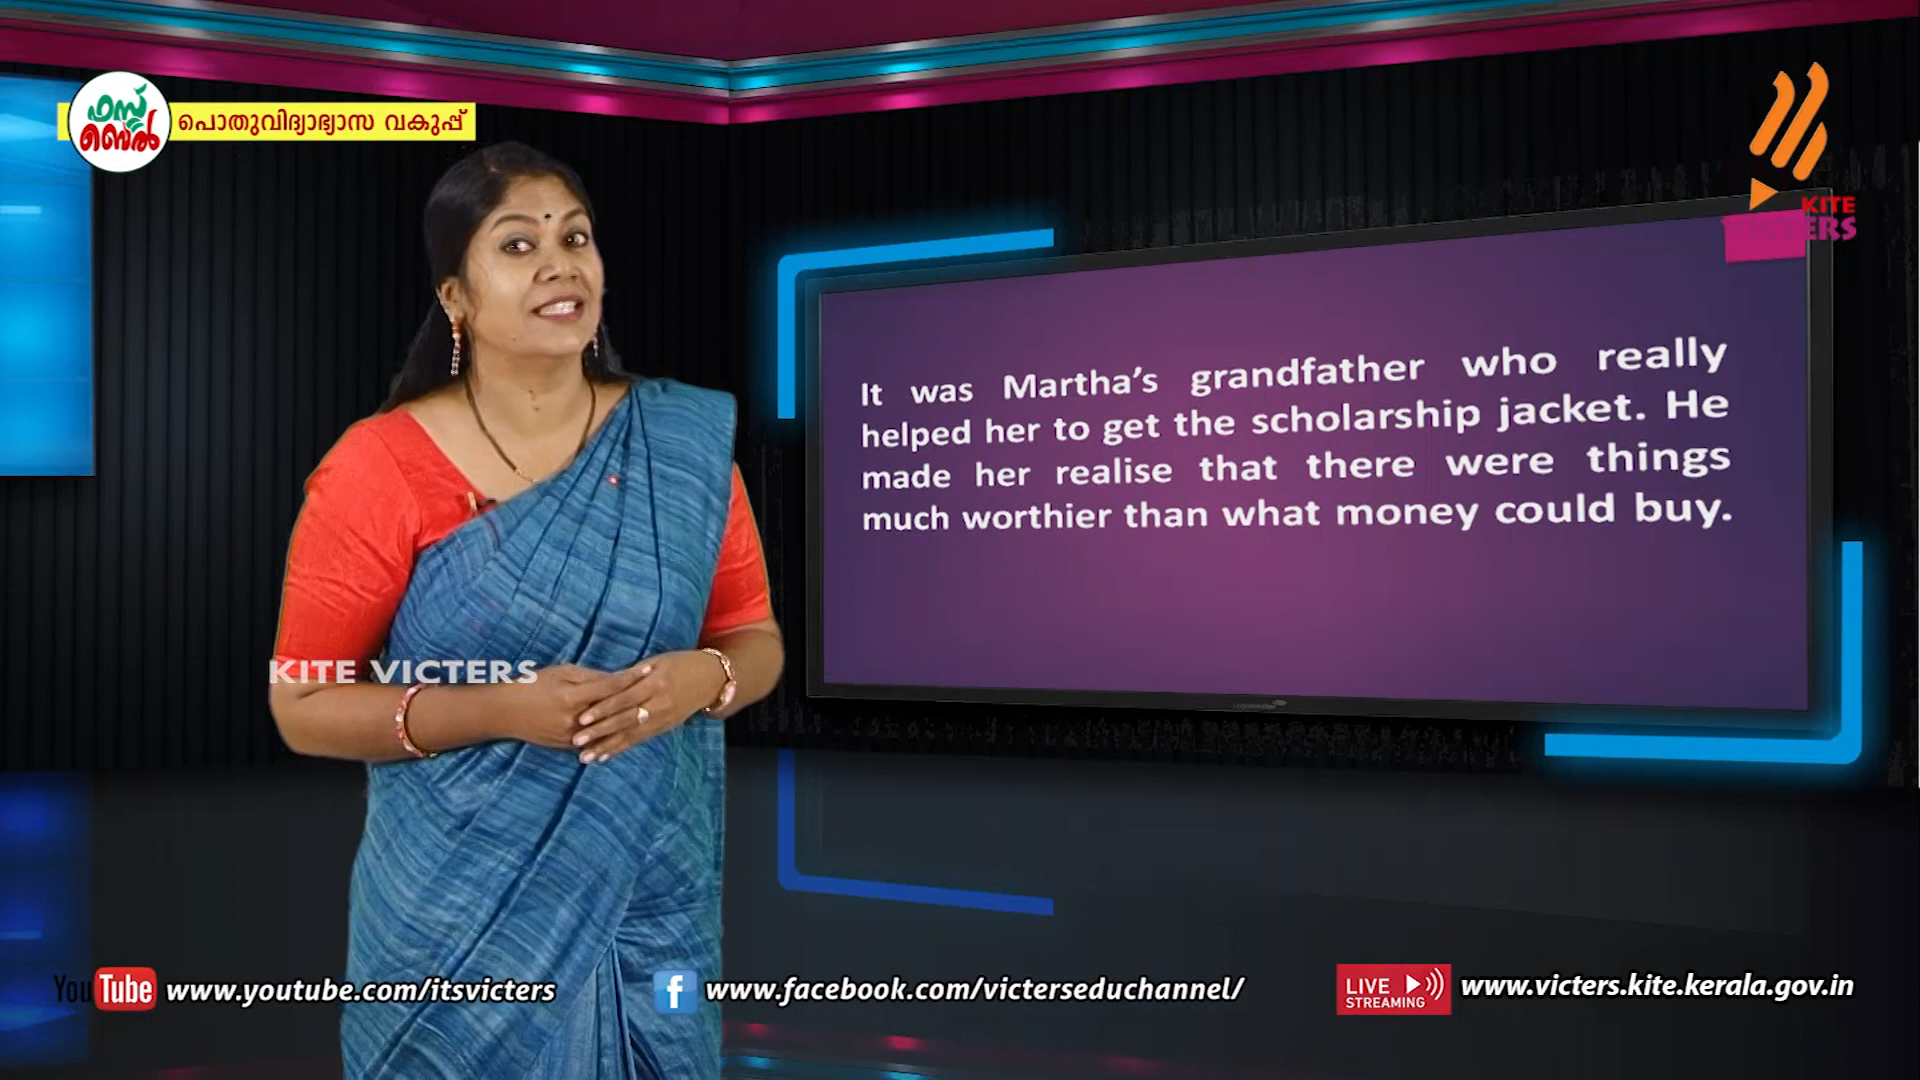 ഫസ്റ്റ്
ബെൽ
പൊതുവിദ്യാഭ്യാസ വകുപ്പ്
KITE
VICTERS
It was Martha’s grandfather who really
helped her to get the scholarship jacket. He
made her realise that there were things
much worthier than what money could buy.
KITE VICTERS
YouTube www.youtube.com/itsvicters
f www.facebook.com/victerseduchannel/
LIVE
STREAMING
www.victers.kite.kerala.gov.in